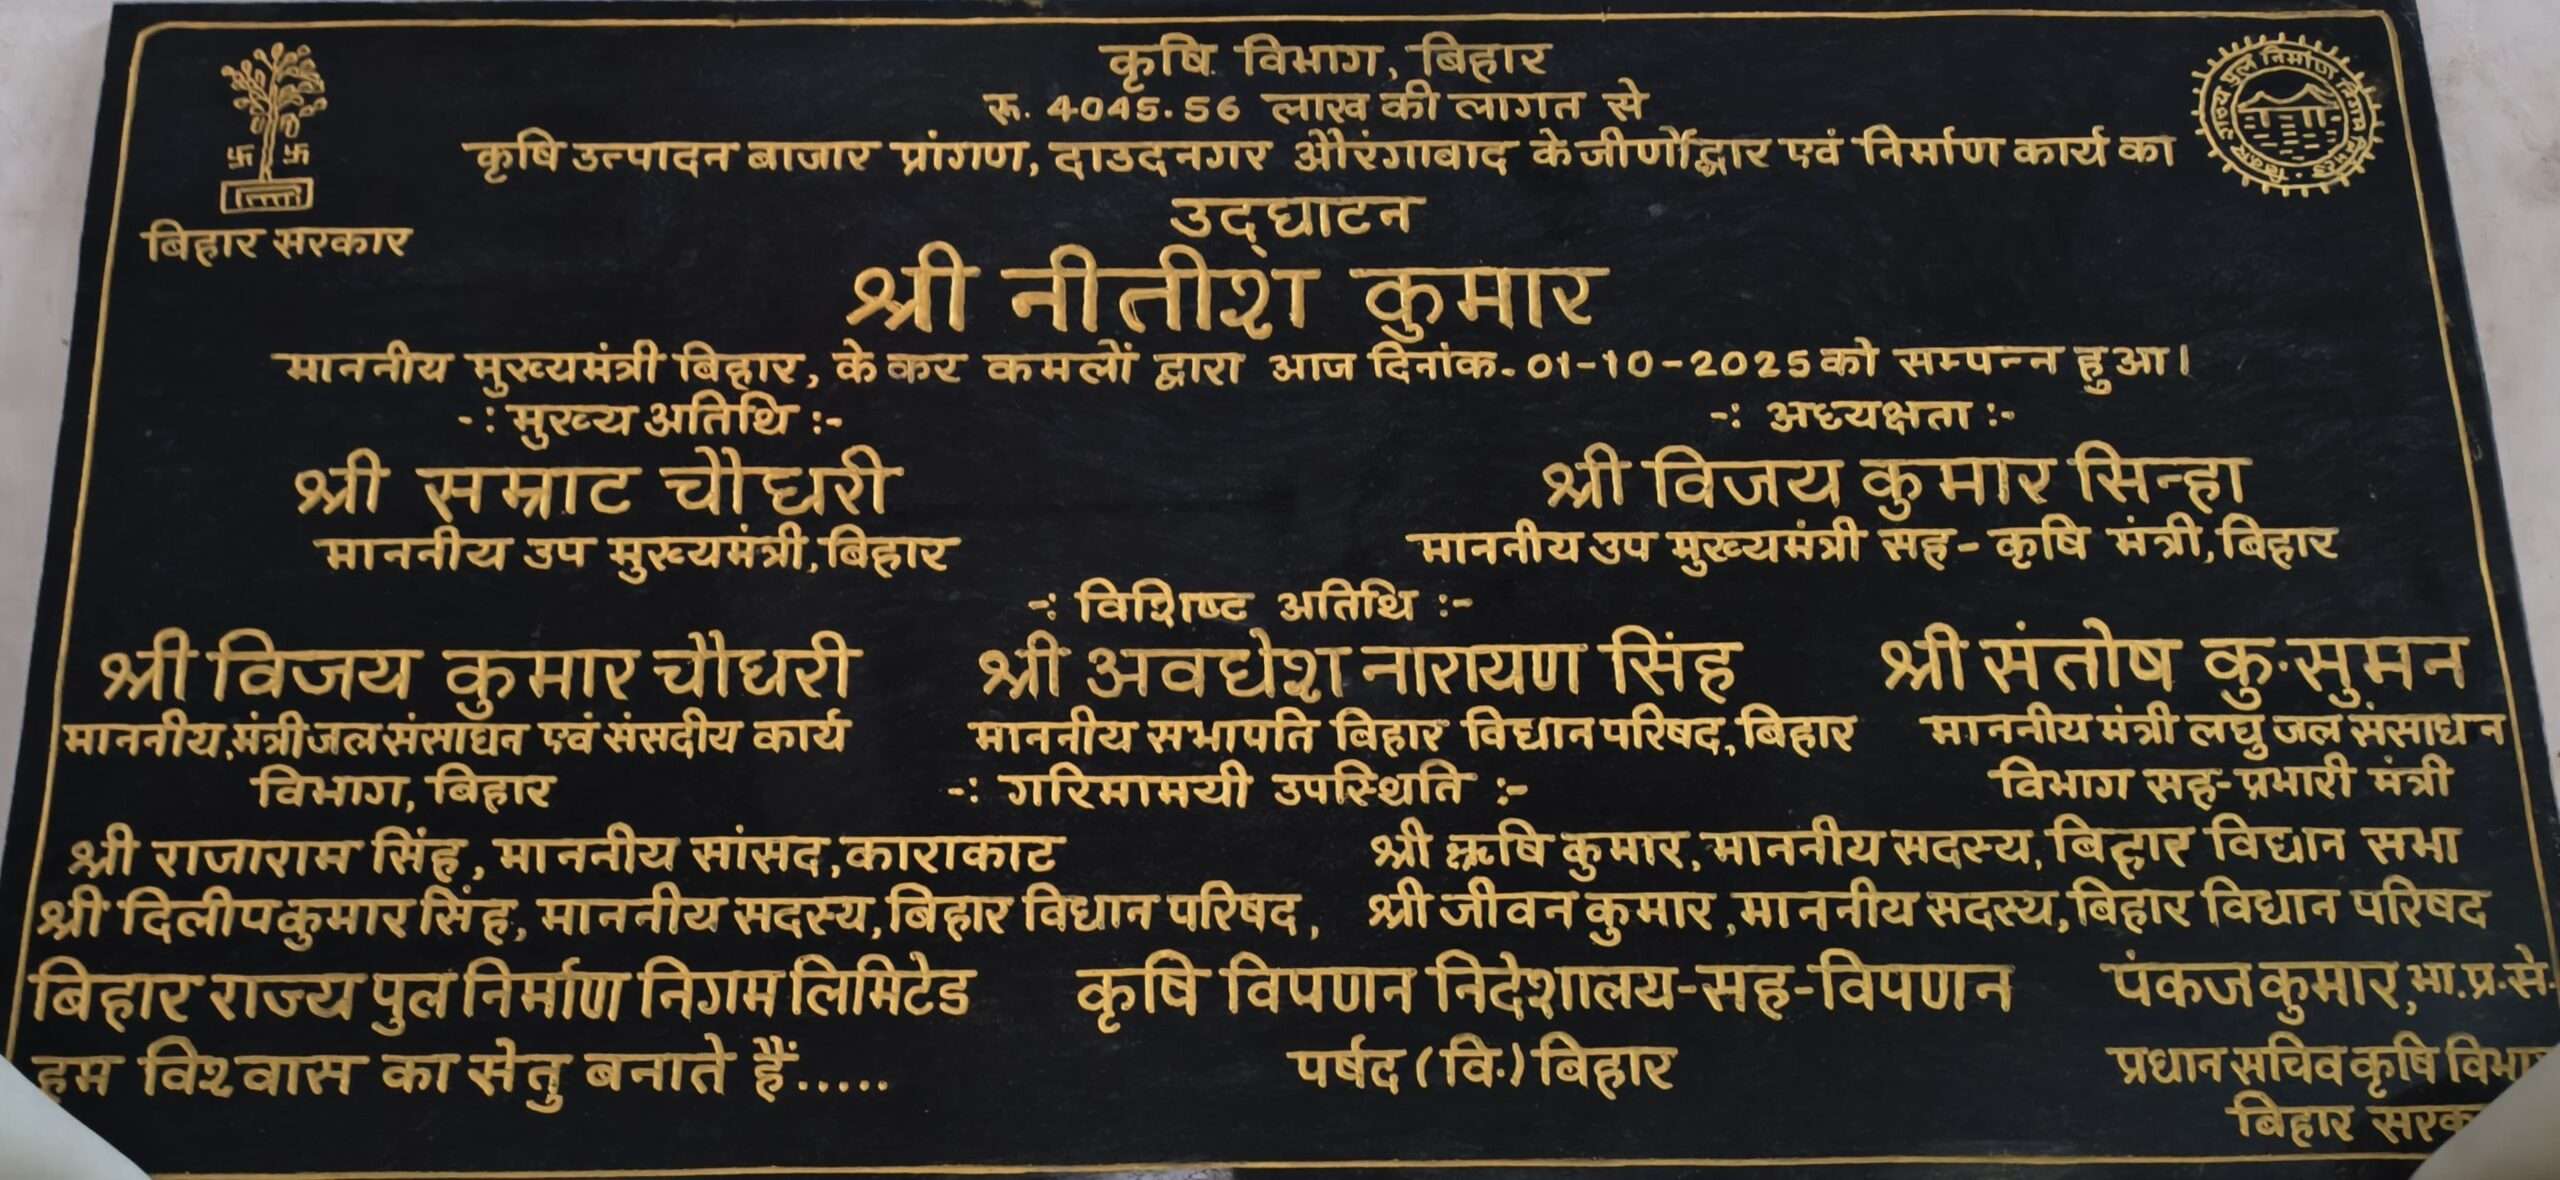 कृषि विभाग, बिहार
रू. 4045.56 लाख की लागत से
कृषि उत्पादन बाजार प्रांगण, दाउदनगर औरंगाबाद के जीर्णोद्धार एवं निर्माण कार्य का
बिहार राज्य पुल निर्माण निगम लिमिटेड
उद्घाटन
बिहार सरकार
श्री नीतीश कुमार
माननीय मुख्यमंत्री बिहार, के कर कमलों द्वारा आज दिनांक-01-10-2025 को सम्पन्न हुआ।
-: मुख्य अतिथि :- -: अध्यक्षता :-
श्री सम्राट चौधरी श्री विजय कुमार सिन्हा
माननीय उप मुख्यमंत्री, बिहार माननीय उप मुख्यमंत्री सह- कृषि मंत्री, बिहार
-: विशिष्ट अतिथि :-
श्री विजय कुमार चौधरी श्री अवधेश नारायण सिंह श्री संतोष कु. सुमन
माननीय, मंत्री जल संसाधन एवं संसदीय कार्य माननीय सभापति बिहार विधान परिषद, बिहार माननीय मंत्री लघु जल संसाधन
विभाग, बिहार विभाग सह- प्रभारी मंत्री
-: गरिमामयी उपस्थिति :-
श्री राजाराम सिंह, माननीय सांसद, काराकाट श्री ऋषि कुमार, माननीय सदस्य, बिहार विधान सभा
श्री दिलीप कुमार सिंह, माननीय सदस्य, बिहार विधान परिषद, श्री जीवन कुमार, माननीय सदस्य, बिहार विधान परिषद
बिहार राज्य पुल निर्माण निगम लिमिटेड कृषि विपणन निदेशालय-सह-विपणन पंकज कुमार, भा.प्र.से.
हम विश्वास का सेतु बनाते हैं..... पर्षद (वि.) बिहार प्रधान सचिव कृषि
बिहार